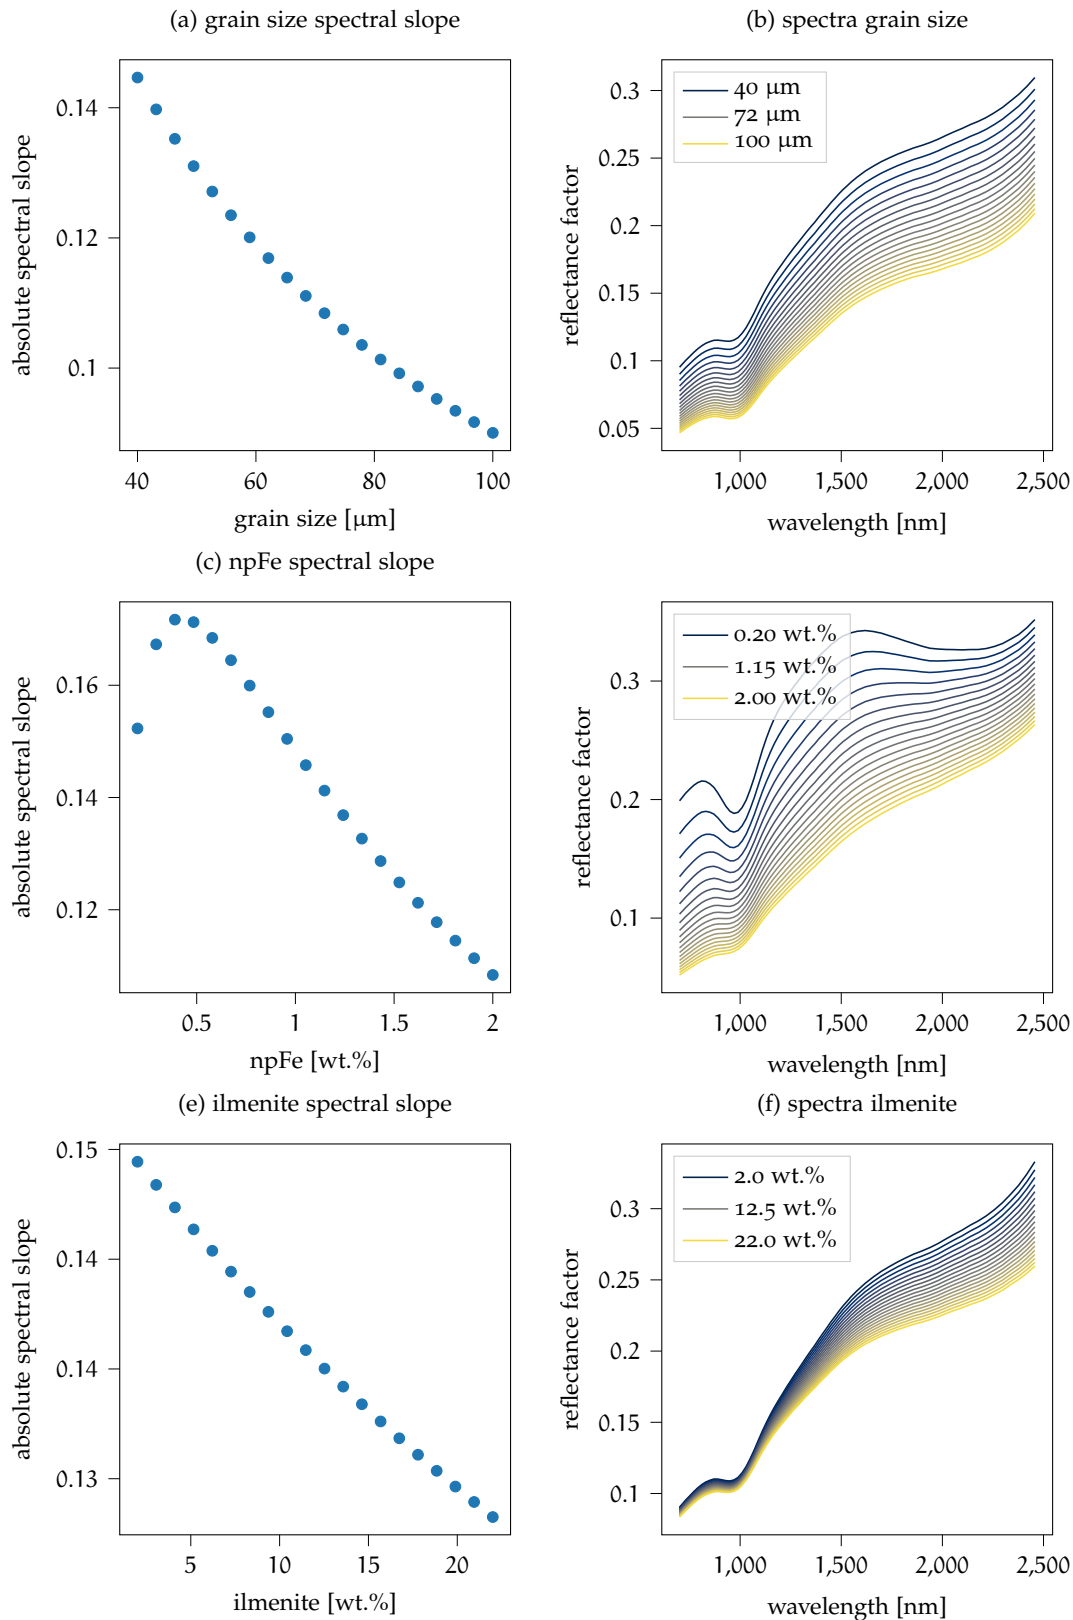 (a) grain size spectral slope
0.14
0.12
0.1
absolute spectral slope
40 60 80 100
grain size [µm]
(b) spectra grain size
40 µm
72 µm
100 µm
0.3
0.25
0.2
0.15
0.1
0.05
reflectance factor
1,000 1,500 2,000 2,500
wavelength [nm]
(c) npFe spectral slope
0.16
0.14
0.12
absolute spectral slope
0.5 1 1.5 2
npFe [wt.%]
0.20 wt.%
1.15 wt.%
2.00 wt.%
0.3
0.2
0.1
reflectance factor
1,000 1,500 2,000 2,500
wavelength [nm]
(e) ilmenite spectral slope
0.15
0.14
0.14
0.13
absolute spectral slope
5 10 15 20
ilmenite [wt.%]
(f) spectra ilmenite
2.0 wt.%
12.5 wt.%
22.0 wt.%
0.3
0.25
0.2
0.15
0.1
reflectance factor
1,000 1,500 2,000 2,500
wavelength [nm]